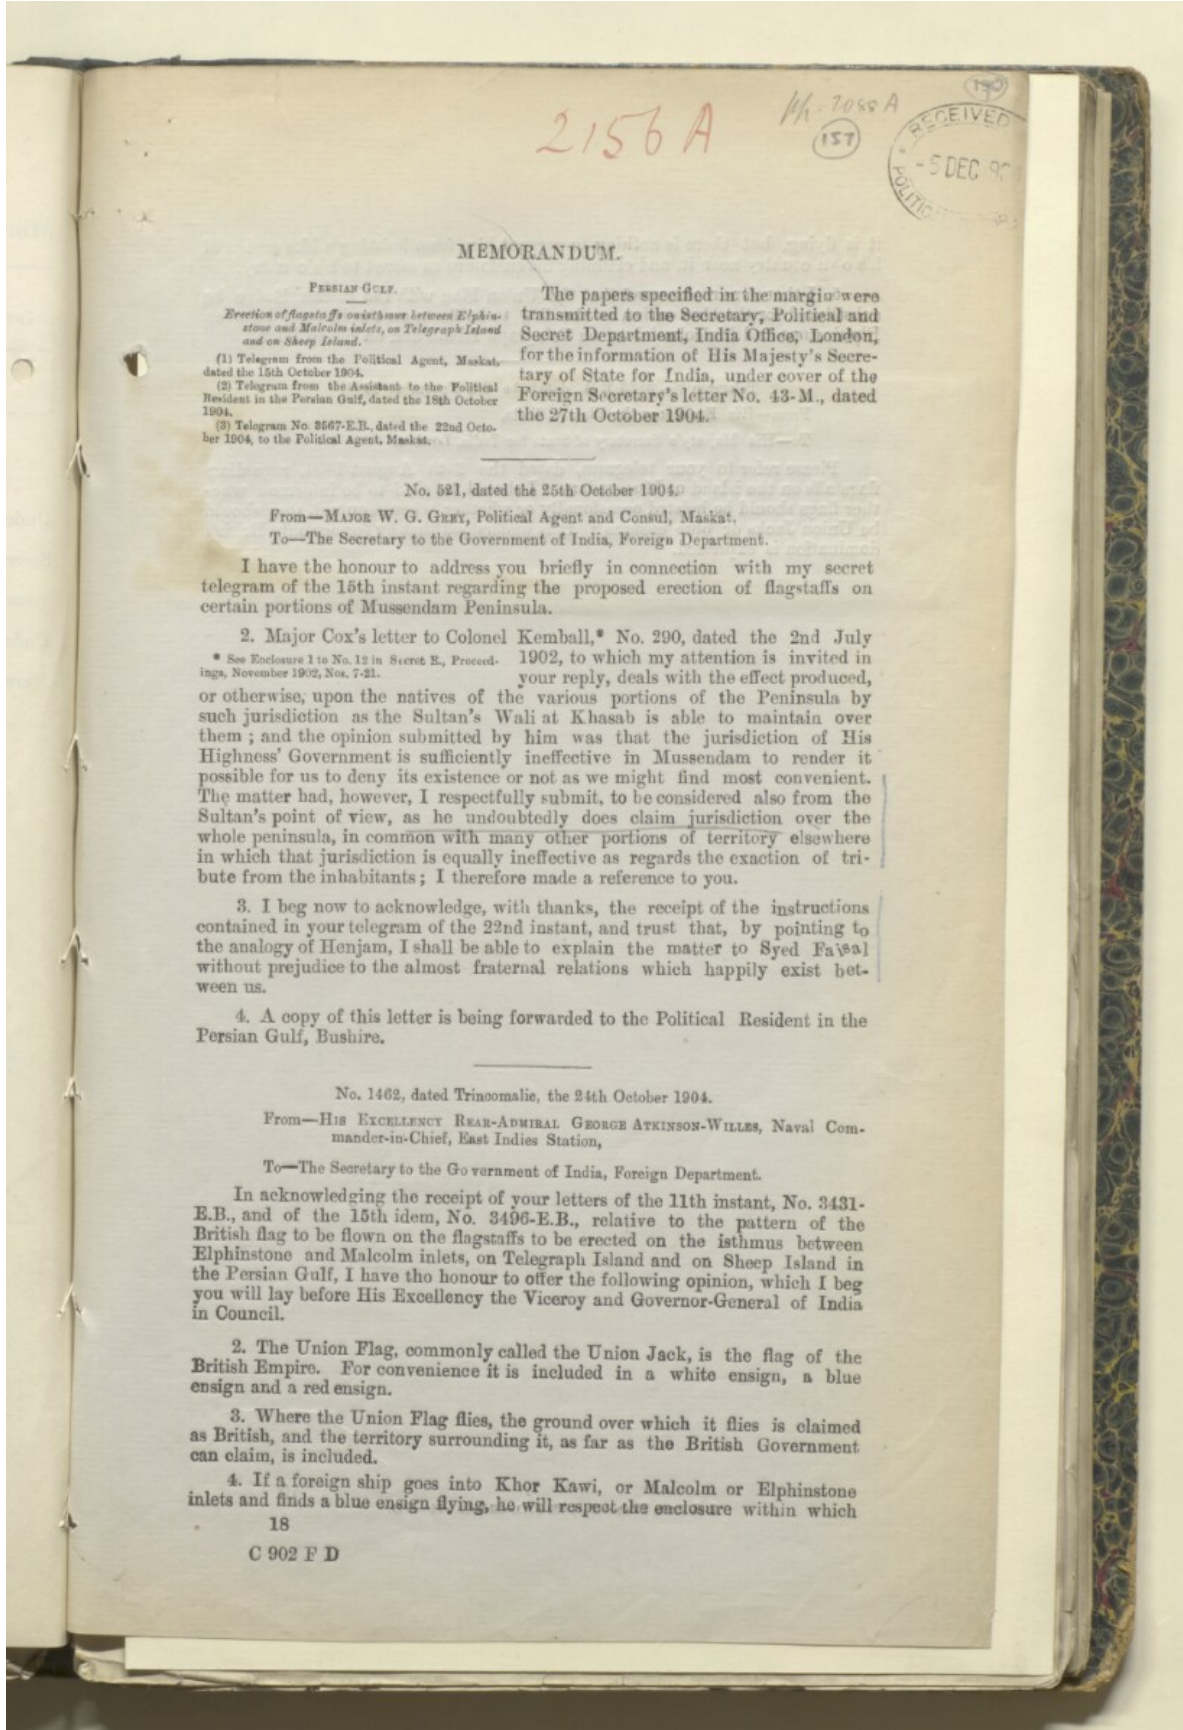 2156 A
157
RECEIVED
5 DEC
MEMORANDUM.
PERSIAN GULF.
Erection of flagstaffs on isthmus between Elphin-
stone and Malcolm inlets, on Telegraph Island
and on Sheep Island.
(1) Telegram from the Political Agent, Maskat,
dated the 15th October 1904.
(2) Telegram from the Assistant to the Political
Resident in the Persian Gulf, dated the 18th October
1904.
(3) Telegram No. 3567-E.B., dated the 22nd Octo-
ber 1904, to the Political Agent, Maskat.
The papers specified in the margin were
transmitted to the Secretary, Political and
Secret Department, India Office, London,
for the information of His Majesty's Secre-
tary of State for India, under cover of the
Foreign Secretary's letter No. 43-M., dated
the 27th October 1904.
No. 521, dated the 25th October 1904.
From—MAJOR W. G. GREY, Political Agent and Consul, Maskat,
To—The Secretary to the Government of India, Foreign Department.
I have the honour to address you briefly in connection with my secret
telegram of the 15th instant regarding the proposed erection of flagstaffs on
certain portions of Mussendam Peninsula.
2. Major Cox's letter to Colonel Kemball,* No. 290, dated the 2nd July
* See Enclosure 1 to No. 12 in Secret E., Proceed-
ings, November 1902, Nos. 7-21.
1902, to which my attention is invited in
your reply, deals with the effect produced,
or otherwise, upon the natives of the various portions of the Peninsula by
such jurisdiction as the Sultan's Wali at Khasab is able to maintain over
them ; and the opinion submitted by him was that the jurisdiction of His
Highness' Government is sufficiently ineffective in Mussendam to render it
possible for us to deny its existence or not as we might find most convenient.
The matter had, however, I respectfully submit, to be considered also from the
Sultan's point of view, as he undoubtedly does claim jurisdiction over the
whole peninsula, in common with many other portions of territory elsewhere
in which that jurisdiction is equally ineffective as regards the exaction of tri-
bute from the inhabitants ; I therefore made a reference to you.
3. I beg now to acknowledge, with thanks, the receipt of the instructions
contained in your telegram of the 22nd instant, and trust that, by pointing to
the analogy of Henjam, I shall be able to explain the matter to Syed Faisal
without prejudice to the almost fraternal relations which happily exist bet-
ween us.
4. A copy of this letter is being forwarded to the Political Resident in the
Persian Gulf, Bushire.
No. 1462, dated Trincomalie, the 24th October 1904.
From—HIS EXCELLENCY REAR-ADMIRAL GEORGE ATKINSON-WILLES, Naval Com-
mander-in-Chief, East Indies Station,
To—The Secretary to the Government of India, Foreign Department.
In acknowledging the receipt of your letters of the 11th instant, No. 3431-
E.B., and of the 15th idem, No. 3496-E.B., relative to the pattern of the
British flag to be flown on the flagstaffs to be erected on the isthmus between
Elphinstone and Malcolm inlets, on Telegraph Island and on Sheep Island in
the Persian Gulf, I have tho honour to offer the following opinion, which I beg
you will lay before His Excellency the Viceroy and Governor-General of India
in Council.
2. The Union Flag, commonly called the Union Jack, is the flag of the
British Empire. For convenience it is included in a white ensign, a blue
ensign and a red ensign.
3. Where the Union Flag flies, the ground over which it flies is claimed
as British, and the territory surrounding it, as far as the British Government
can claim, is included.
4. If a foreign ship goes into Khor Kawi, or Malcolm or Elphinstone
inlets and finds a blue ensign flying, he will respect the enclosure within which
18
C 902 F D